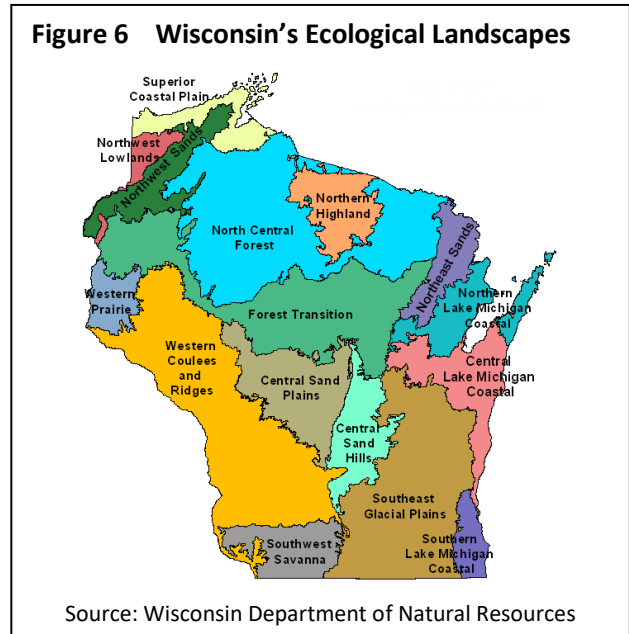 Figure 6 Wisconsin's Ecological Landscapes
Superior
Coastal Plain
Northwest
Lowlands
Northwest Sands
North Central
Forest
Northern
Highland
Northeast Sands
Northern
Lake Michigan
Coastal
Western
Prairie
Forest Transition
Western
Coulees
and
Ridges
Central Sand
Plains
Central
Lake Michigan
Coastal
Central
Sand
Hills
Southeast
Glacial Plains
Southwest
Savanna
Southern
Lake Michigan
Coastal
Source: Wisconsin Department of Natural Resources